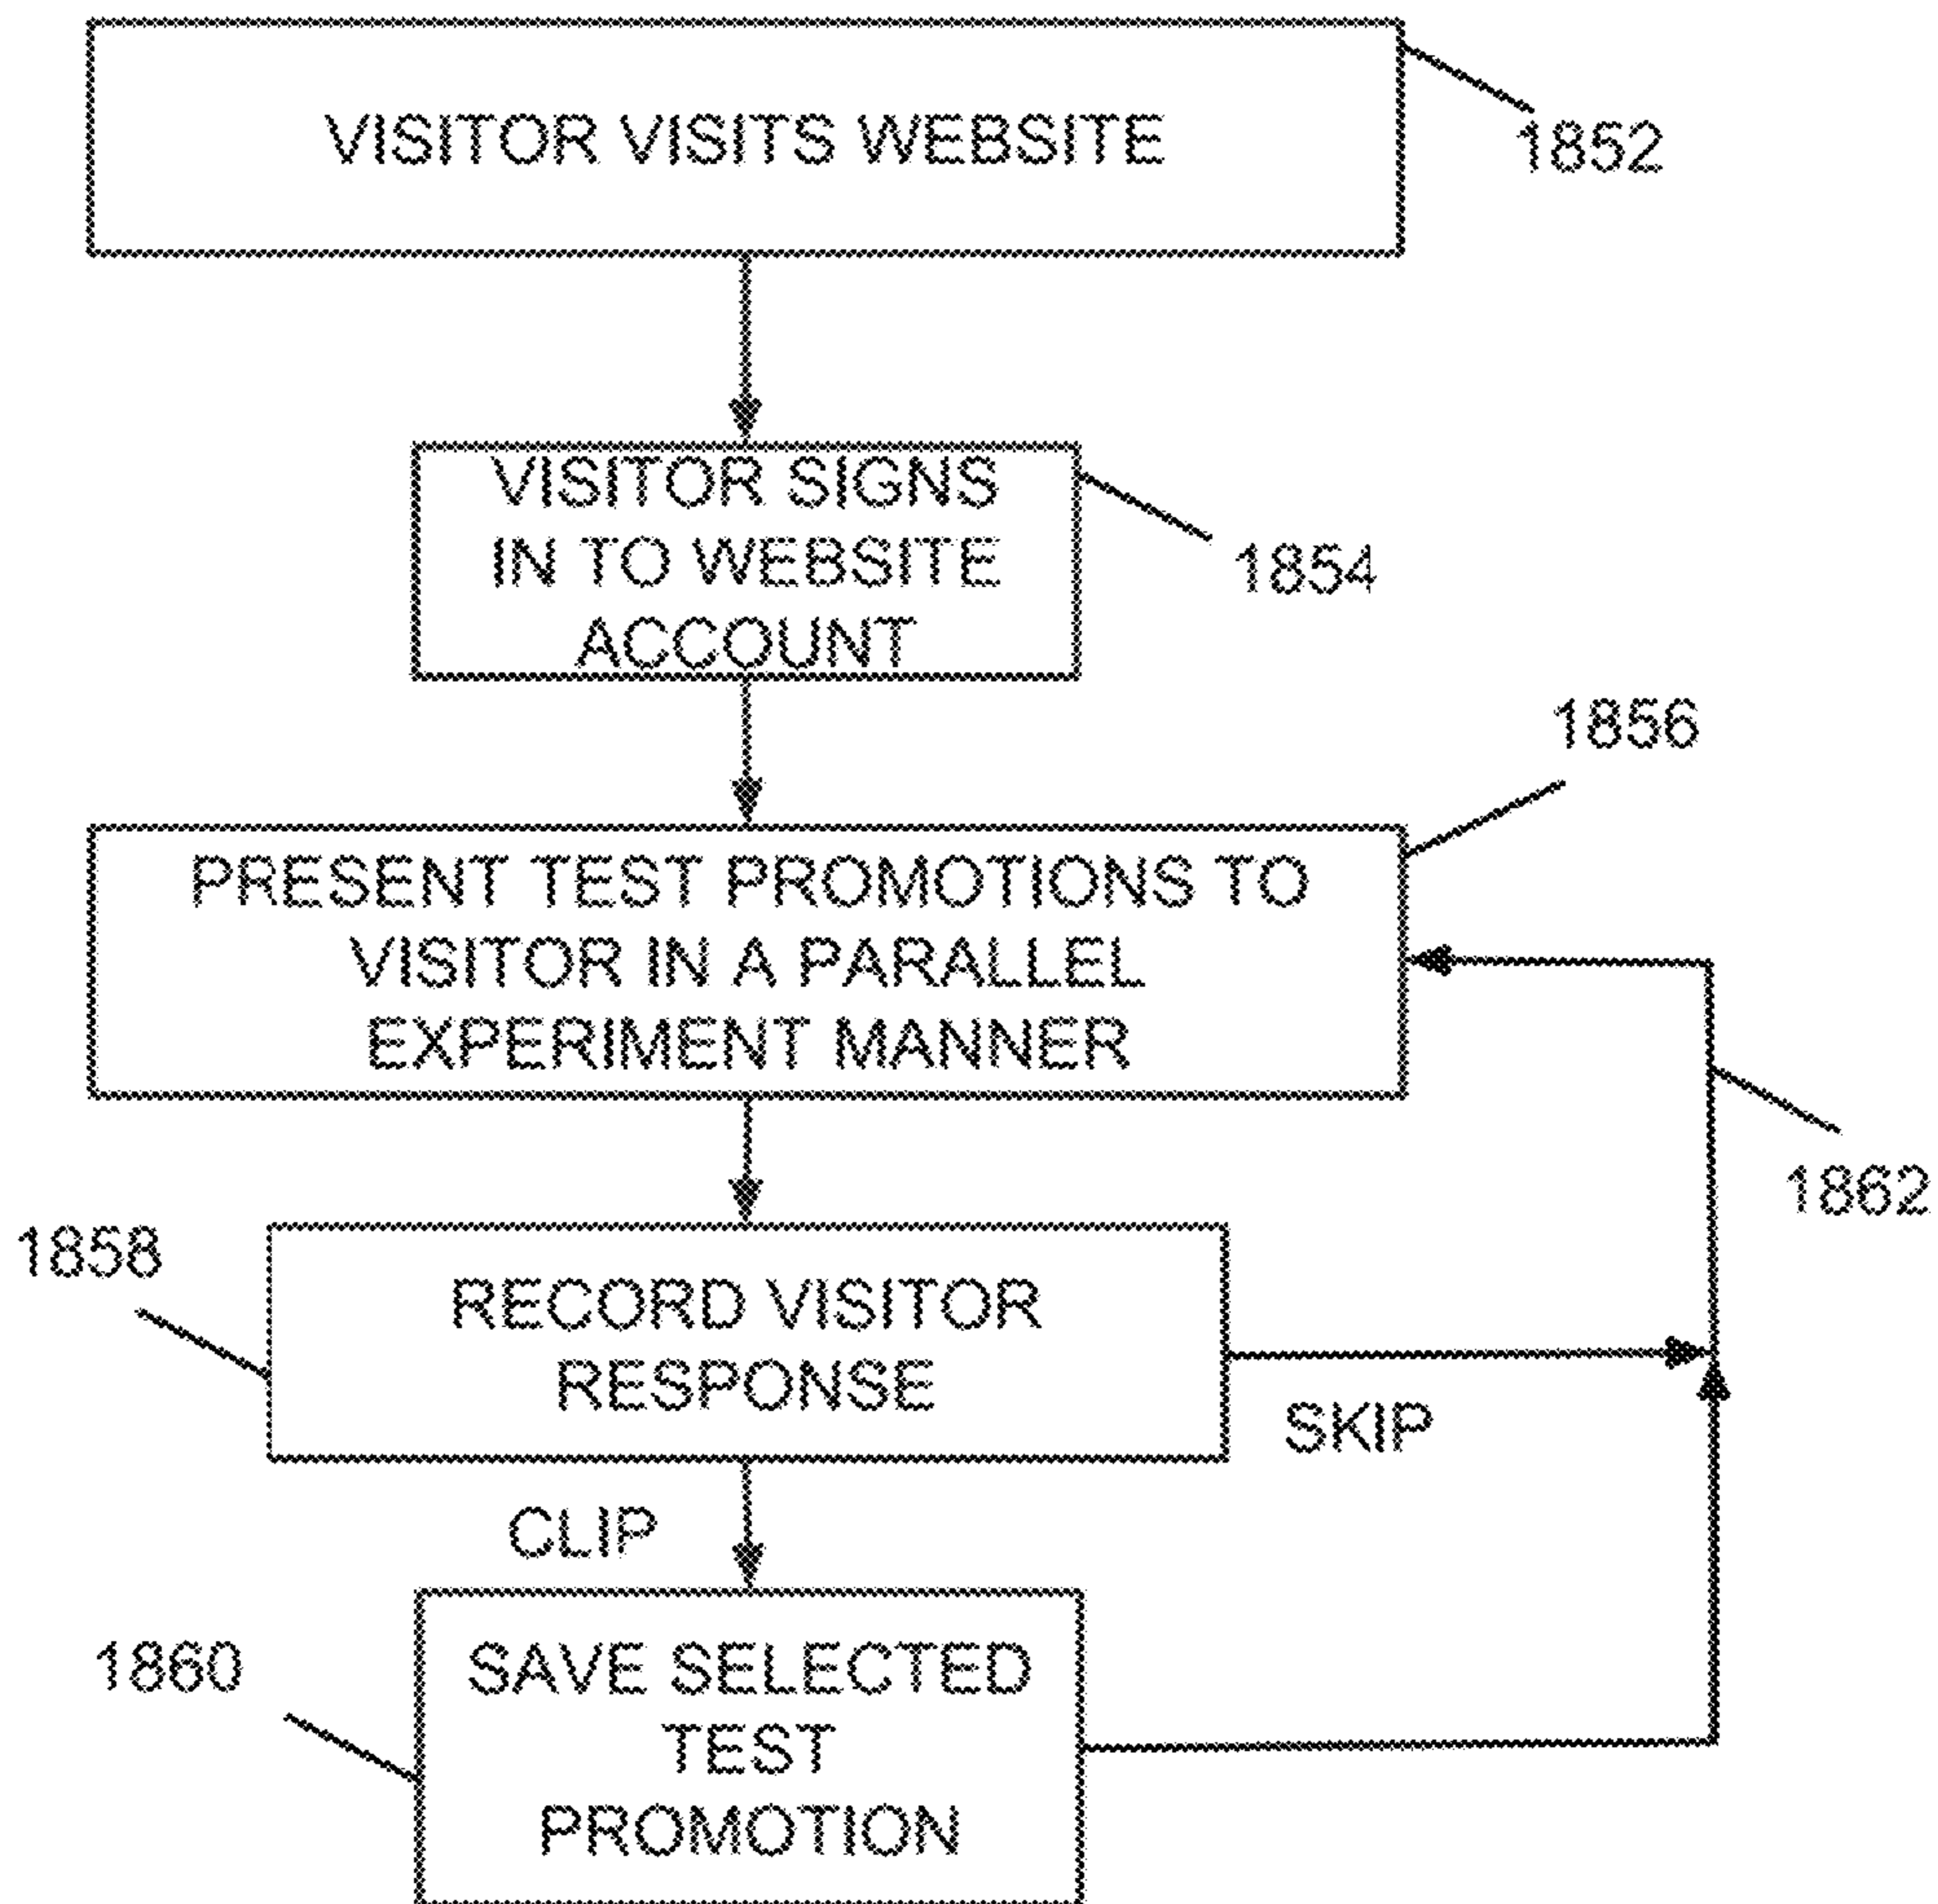 VISITOR VISITS WEBSITE
1852
VISITOR SIGNS
IN TO WEBSITE
ACCOUNT
1854
1856
PRESENT TEST PROMOTIONS TO
VISITOR IN A PARALLEL
EXPERIMENT MANNER
1862
1858
RECORD VISITOR
RESPONSE
SKIP
CLIP
1860
SAVE SELECTED
TEST
PROMOTION